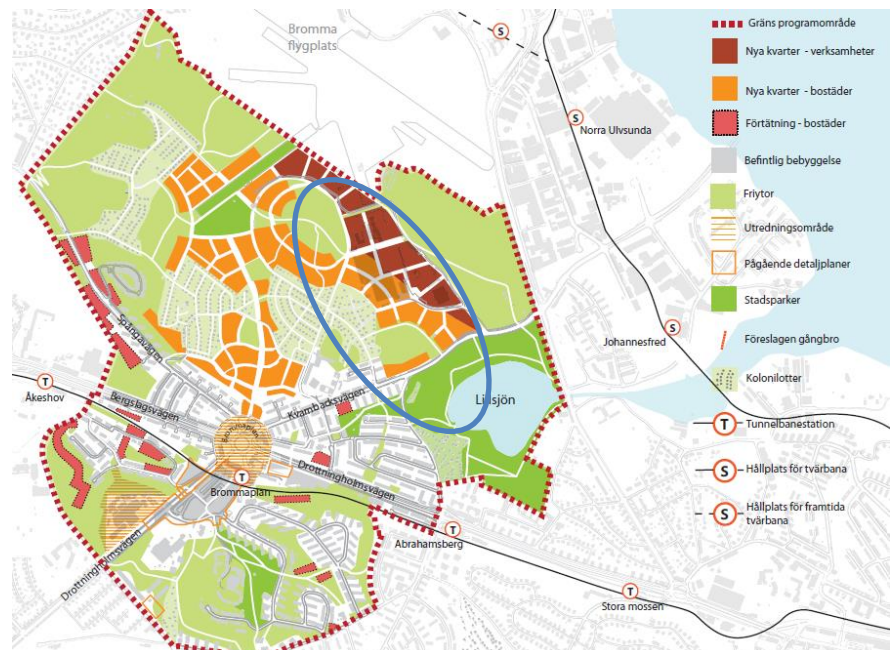 Bromma
flygplats
S
Norra Ulvsunda
S
Johannesfred
S
Spångavägen
T
Åkeshov
Bergslagsvägen
Kvarnbacksvägen
Lillsjön
Brommaplan
Drottningholmsvägen
T
Brommaplan
Drottningholmsvägen
T
Abrahamsberg
T
Stora mossen
Gräns programområde
Nya kvarter - verksamheter
Nya kvarter - bostäder
Förtätning - bostäder
Befintlig bebyggelse
Friytor
Utredningsområde
Pågående detaljplaner
Stadsparker
Föreslagen gångbro
Kolonilotter
T Tunnelbanestation
S Hållplats för tvärbana
S Hållplats för framtida
tvärbana